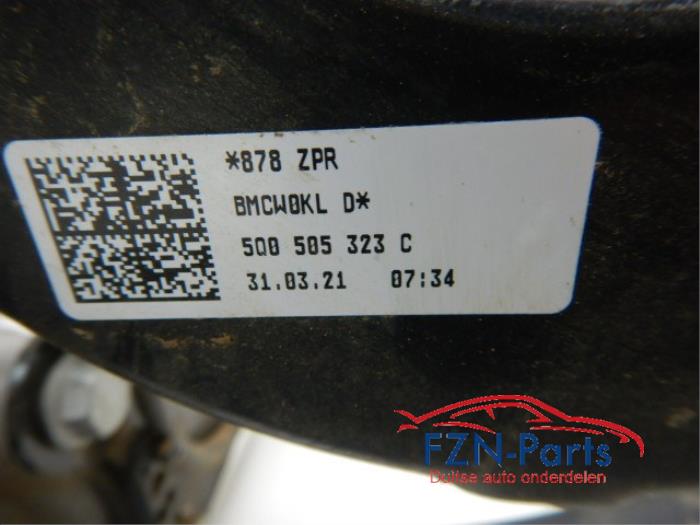 *878 ZPR
BMCW0KL D*
5Q0 505 323 C
31.03.21 07:34
FZN-Parts
Duitse auto onderdelen